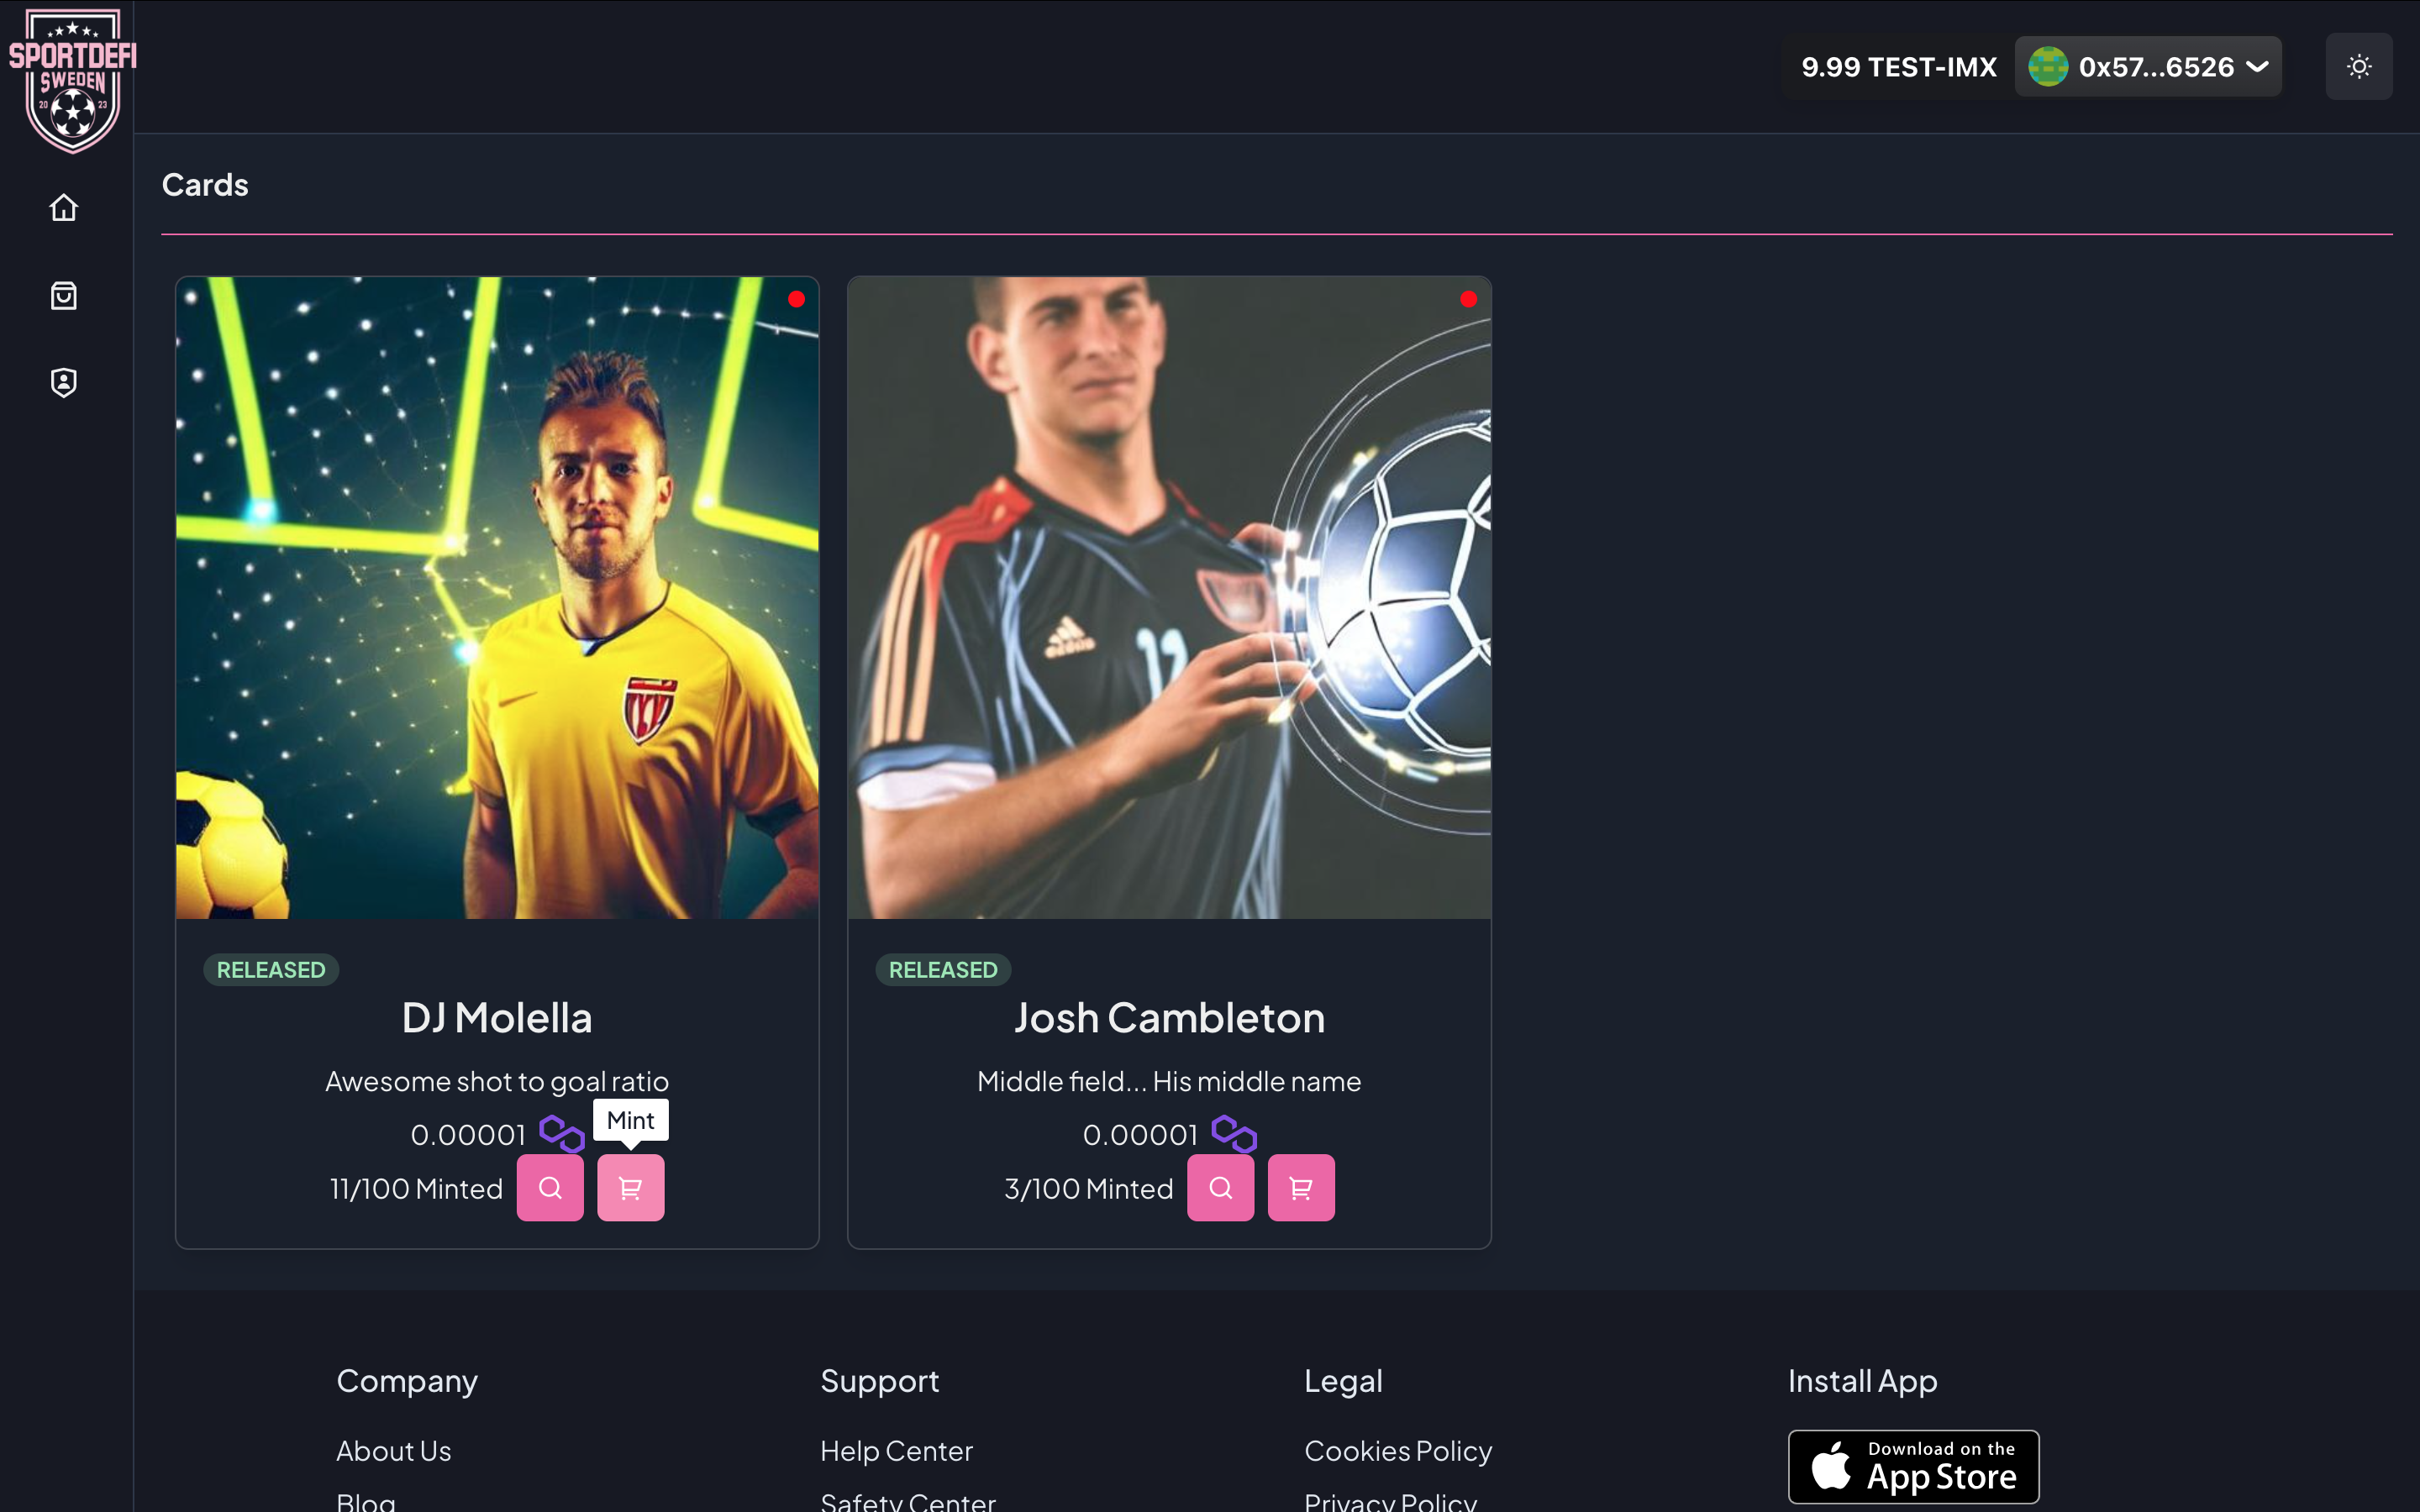 SPORTDEFI
SWEDEN
20 23
9.99 TEST-IMX
0x57...6526
Cards
12
RELEASED
DJ Molella
Awesome shot to goal ratio
0.00001
Mint
11/100 Minted
RELEASED
Josh Cambleton
Middle field... His middle name
0.00001
3/100 Minted
Company
About Us
Blog
Support
Help Center
Safety Center
Legal
Cookies Policy
Privacy Policy
Install App
Download on the
App Store